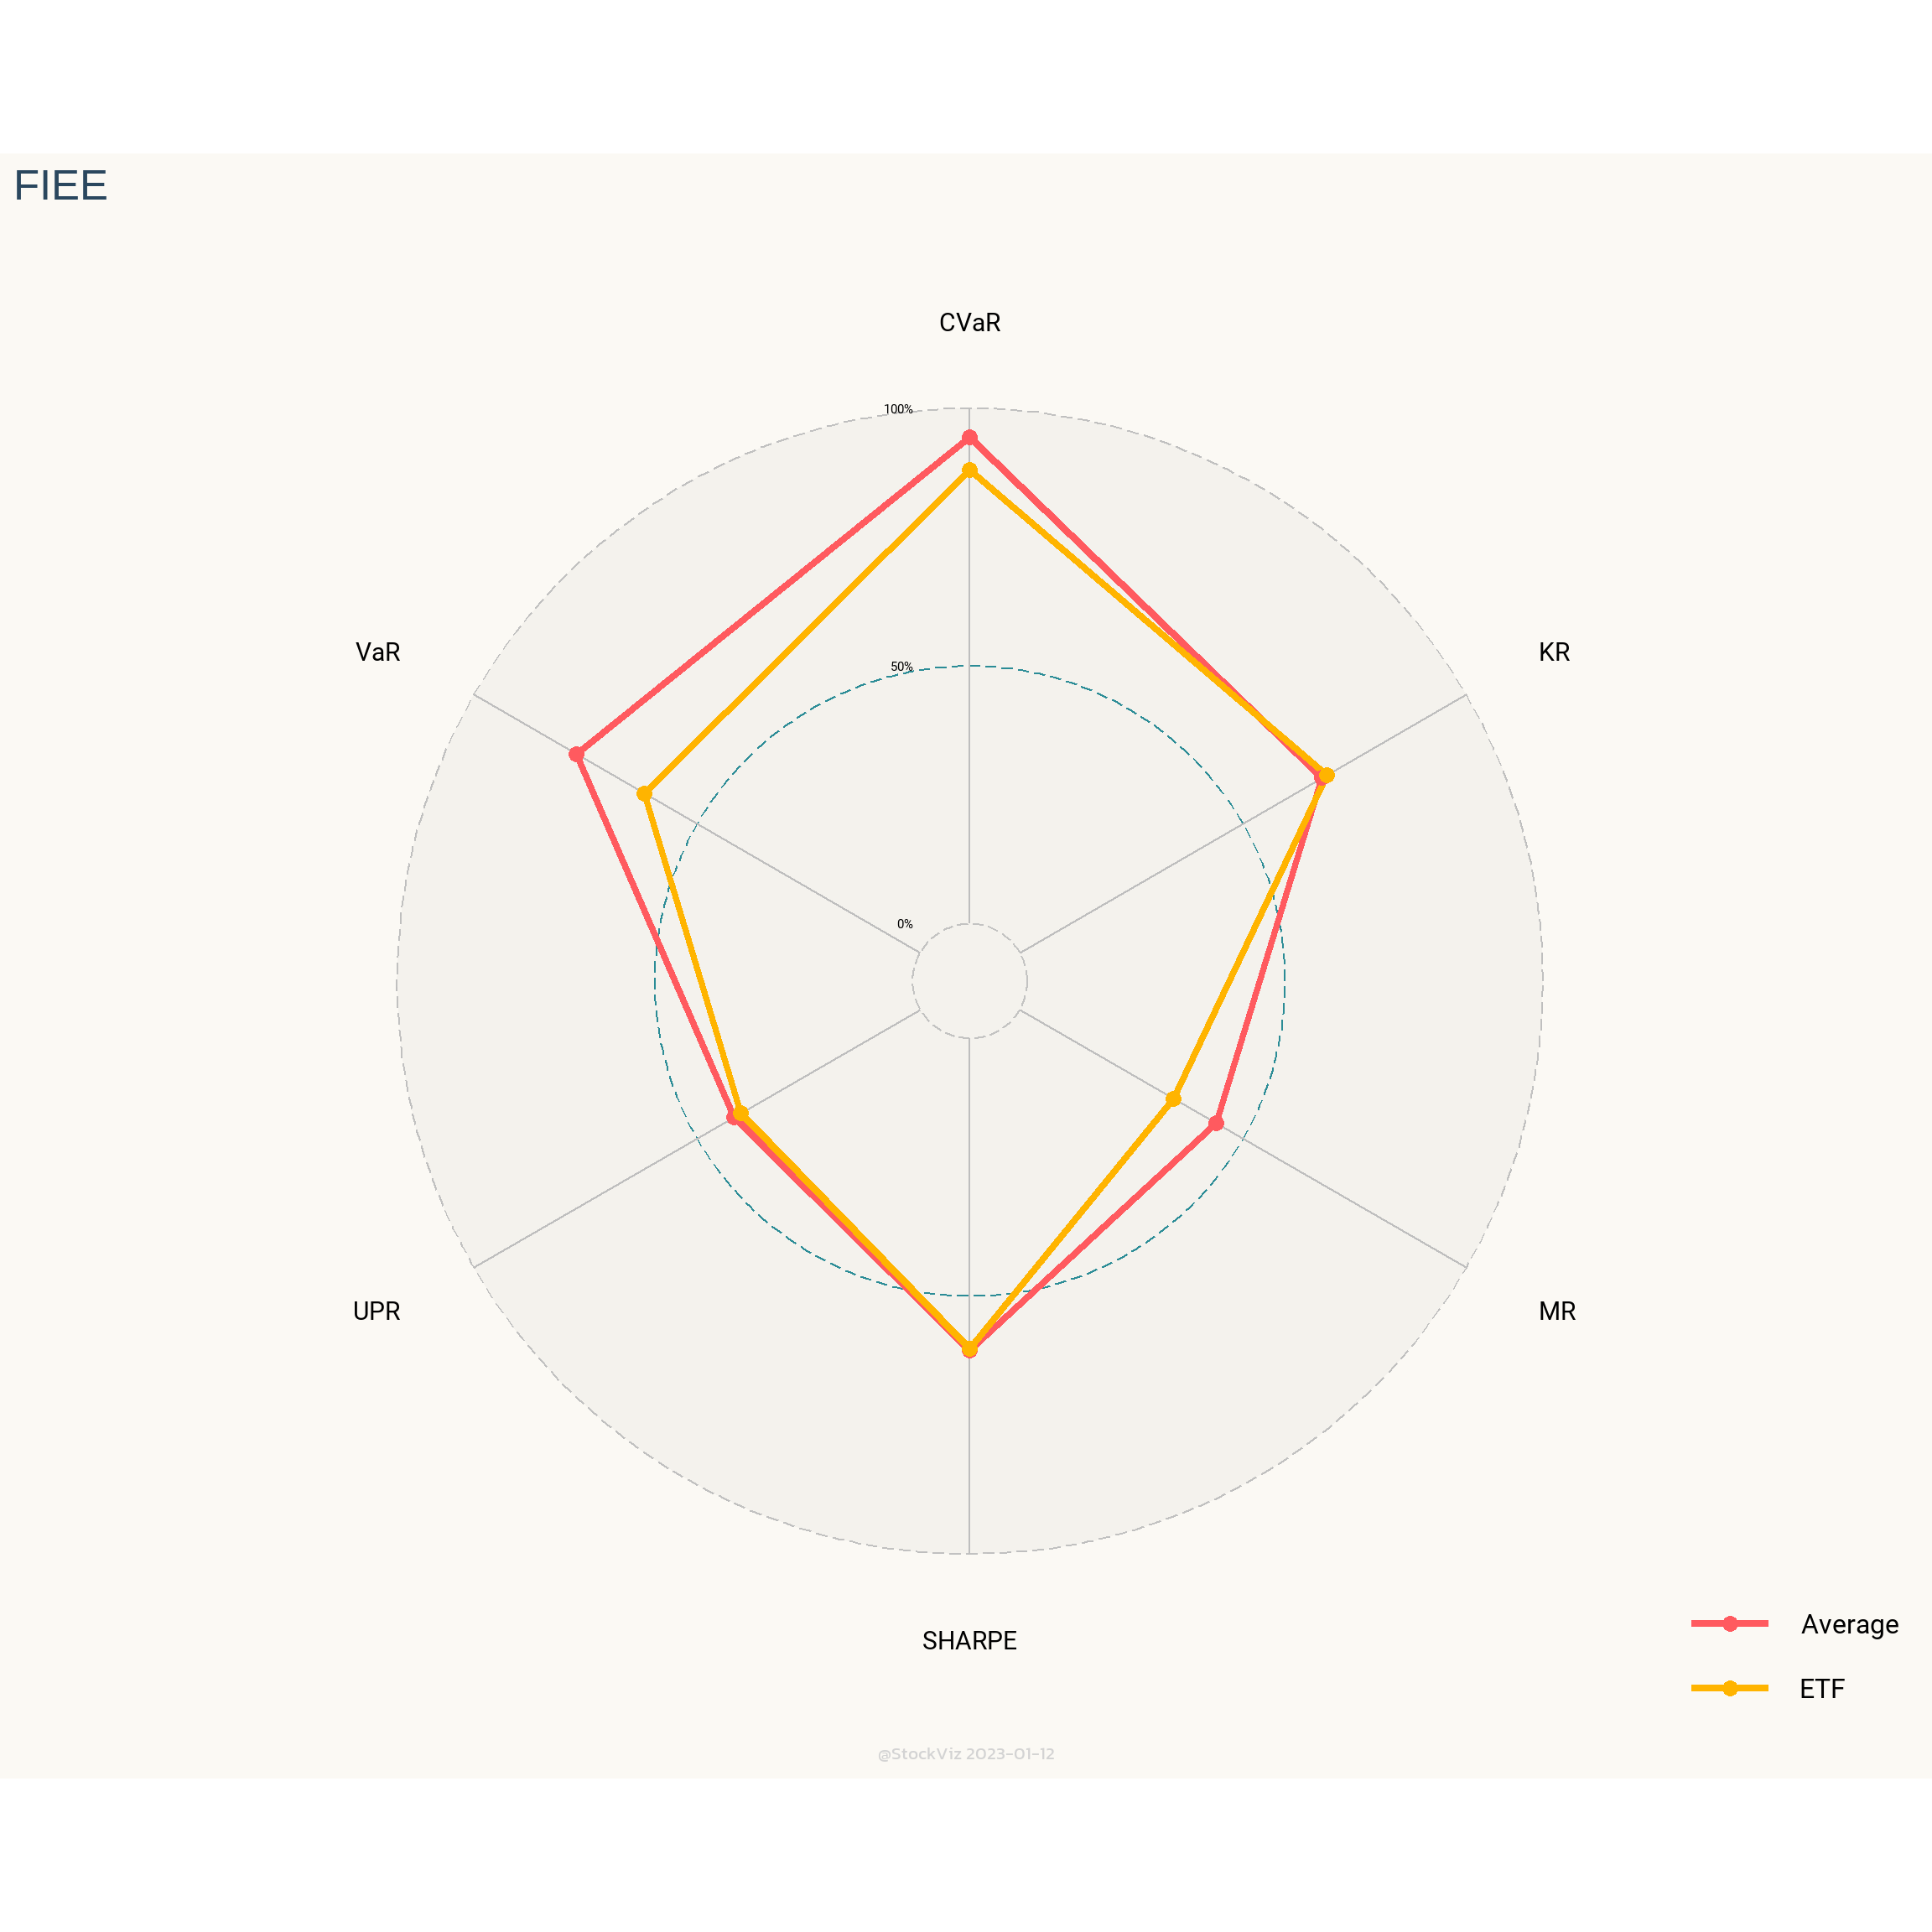 FIEE
CVaR
100%
VaR
KR
50%
0%
UPR
MR
SHARPE
Average
ETF
@StockViz 2023-01-12